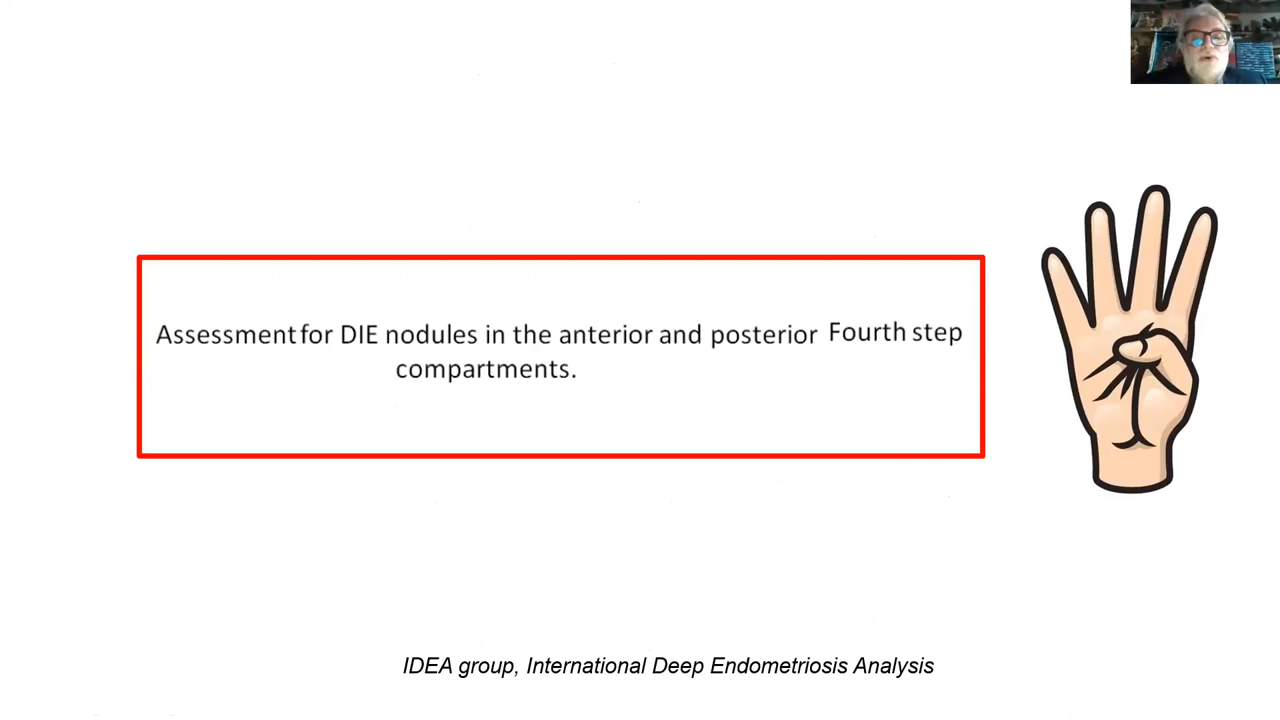 Assessment for DIE nodules in the anterior and posterior Fourth step
compartments.
IDEA group, International Deep Endometriosis Analysis